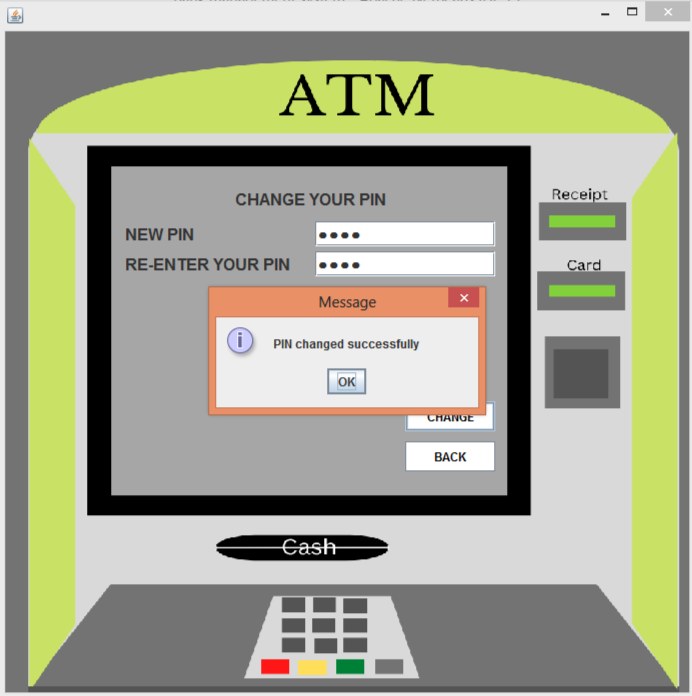 ATM
Receipt
CHANGE YOUR PIN
NEW PIN
RE-ENTER YOUR PIN
Card
Message
PIN changed successfully
OK
CHANGE
BACK
Cash